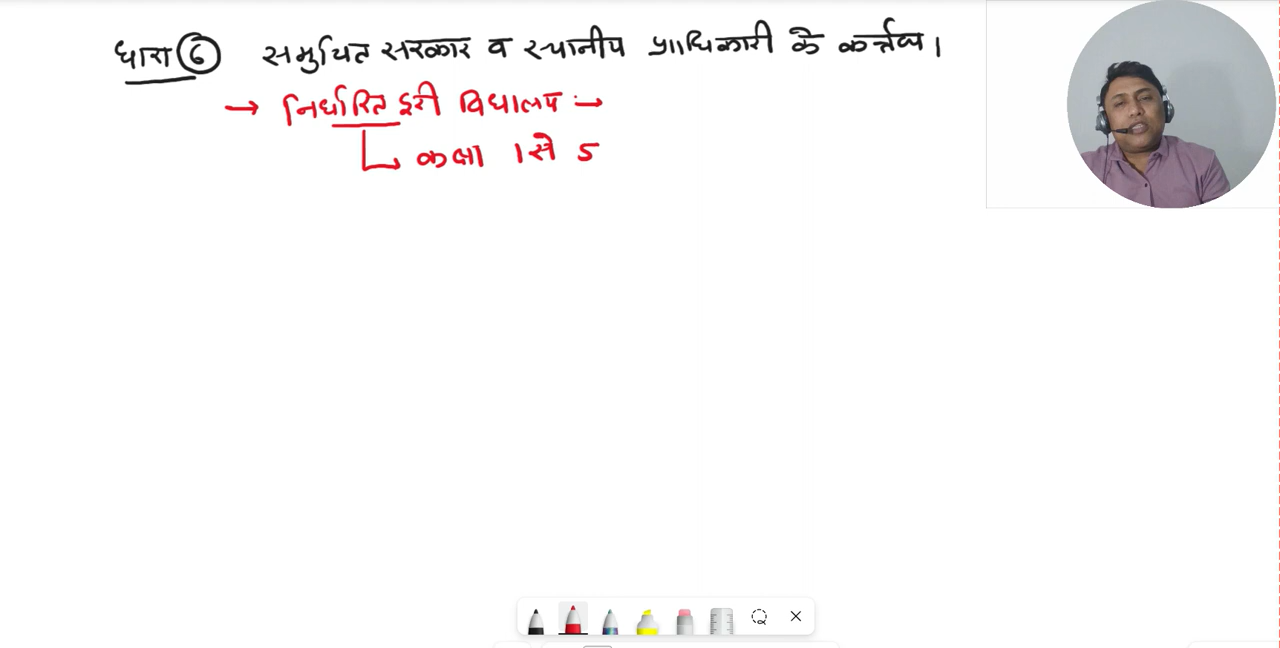 धारा 6 समुचित सरकार व स्थानीय प्राधिकारी के कर्त्तव्य।
→ निर्धारित दूरी विद्यालय →
कक्षा 1 से 5